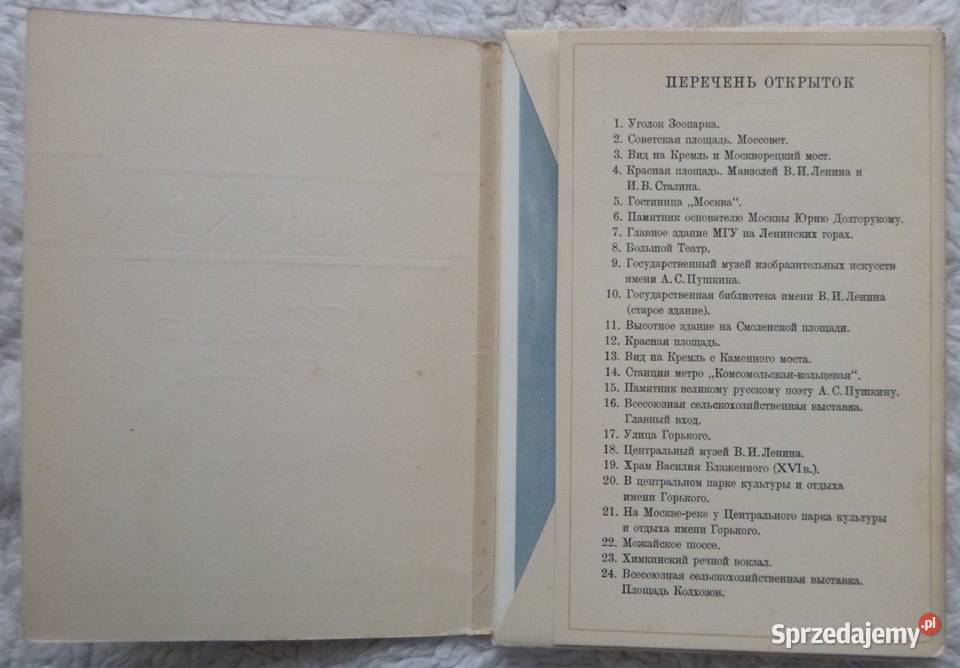 ПЕРЕЧЕНЬ ОТКРЫТОК
1. Уголок Зоопарка.
2. Советская площадь. Моссовет.
3. Вид на Кремль и Москворецкий мост.
4. Красная площадь. Мавзолей В. И. Ленина и
И. В. Сталина.
5. Гостиница „Москва“.
6. Памятник основателю Москвы Юрию Долгорукому.
7. Главное здание МГУ на Ленинских горах.
8. Большой Театр.
9. Государственный музей изобразительных искусств
имени А. С. Пушкина.
10. Государственная библиотека имени В. И. Ленина
(старое здание).
11. Высотное здание на Смоленской площади.
12. Красная площадь.
13. Вид на Кремль с Каменного моста.
14. Станция метро „Комсомольская-кольцевая“.
15. Памятник великому русскому поэту А. С. Пушкину.
16. Всесоюзная сельскохозяйственная выставка.
Главный вход.
17. Улица Горького.
18. Центральный музей В. И. Ленина.
19. Храм Василия Блаженного (XVI в.).
20. В центральном парке культуры и отдыха
имени Горького.
21. На Москве-реке у Центрального парка культуры
и отдыха имени Горького.
22. Можайское шоссе.
23. Химкинский речной вокзал.
24. Всесоюзная сельскохозяйственная выставка.
Площадь Колхозов.
Sprzedajemy.pl